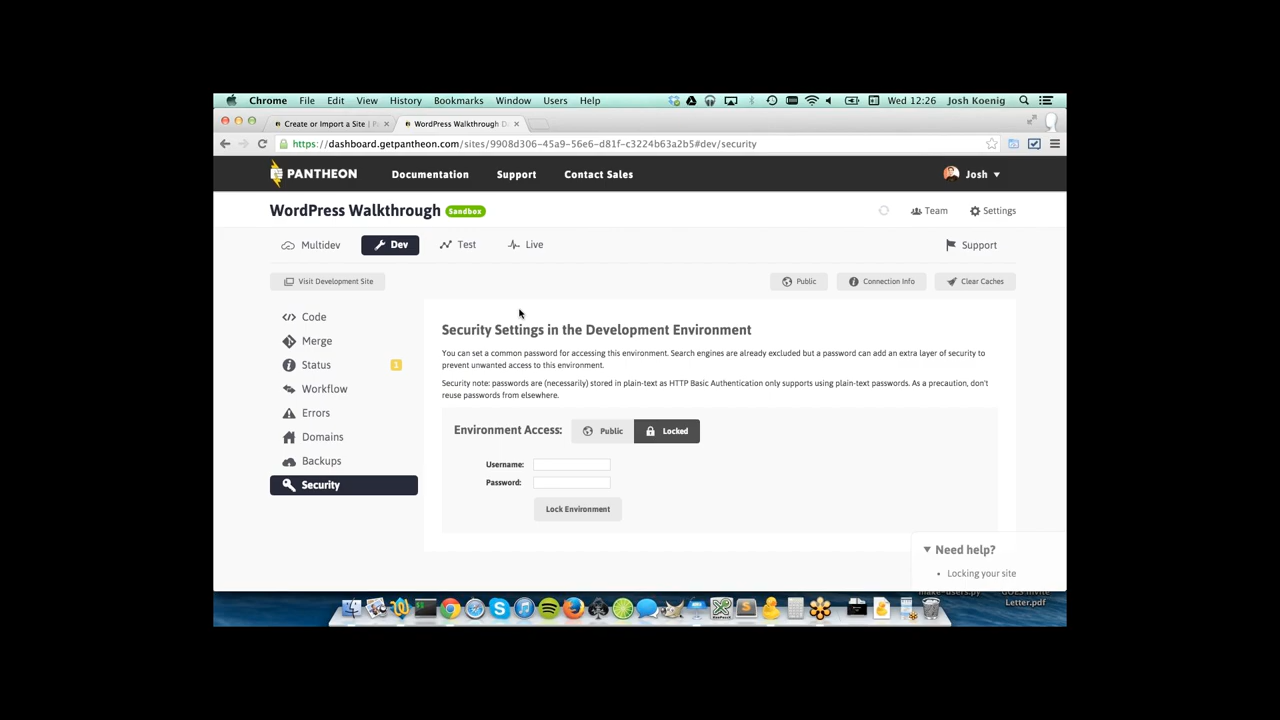 Chrome File Edit View History Bookmarks Window Users Help Wed 12:26 Josh Koenig
Create or Import a Site | P
WordPress Walkthrough D
https://dashboard.getpantheon.com/sites/9908d306-45a9-56e6-d81f-c3224b63a2b5#dev/security
PANTHEON Documentation Support Contact Sales Josh
WordPress Walkthrough Sandbox Team Settings
Multidev Dev Test Live Support
Visit Development Site Public Connection Info Clear Caches
Code
Merge
Status 1
Workflow
Errors
Domains
Backups
Security
Security Settings in the Development Environment
You can set a common password for accessing this environment. Search engines are already excluded but a password can add an extra layer of security to
prevent unwanted access to this environment.
Security note: passwords are (necessarily) stored in plain-text as HTTP Basic Authentication only supports using plain-text passwords. As a precaution, don't
reuse passwords from elsewhere.
Environment Access: Public Locked
Username:
Password:
Lock Environment
Need help?
Locking your site
Letter.pdf